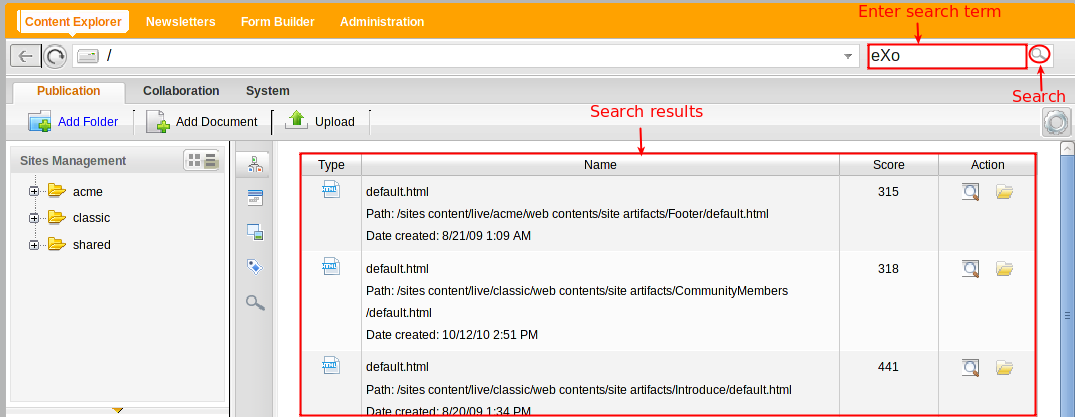 Content Explorer Newsletters Form Builder Administration
Enter search term
/ eXo
Search
Publication Collaboration System
Search results
Add Folder Add Document Upload
Sites Management
acme
classic
shared
Type Name Score Action
default.html 315
Path: /sites content/live/acme/web contents/site artifacts/Footer/default.html
Date created: 8/21/09 1:09 AM
default.html 318
Path: /sites content/live/classic/web contents/site artifacts/CommunityMembers
/default.html
Date created: 10/12/10 2:51 PM
default.html 441
Path: /sites content/live/classic/web contents/site artifacts/Introduce/default.html
Date created: 8/20/09 1:34 PM